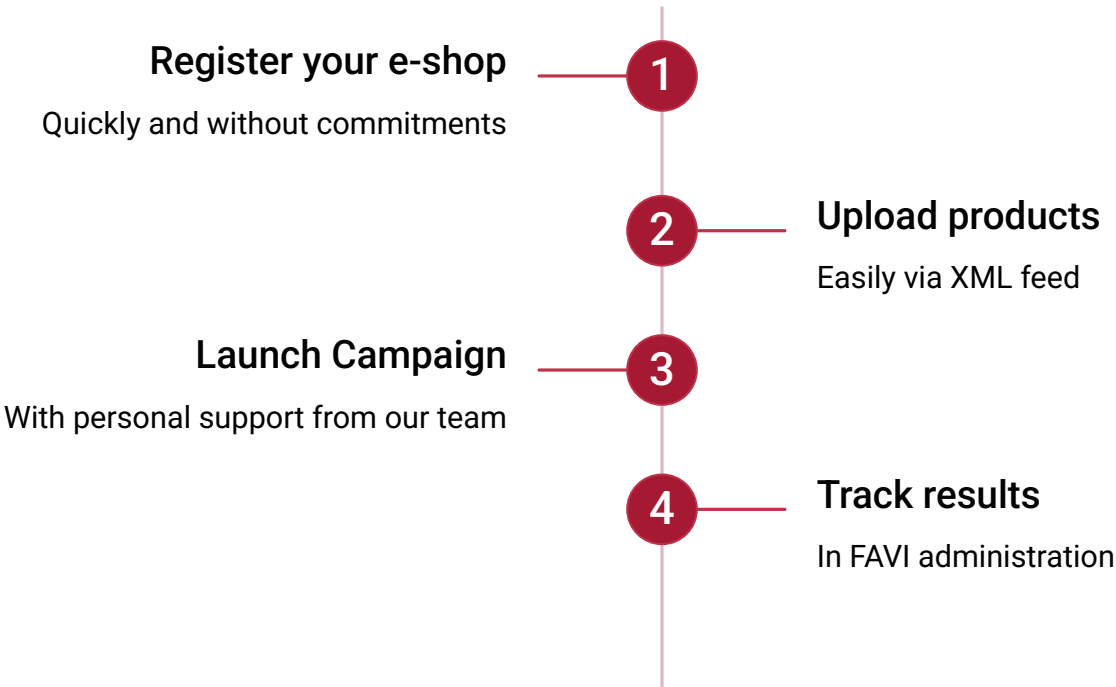 Register your e-shop
1
Quickly and without commitments
2
Upload products
Easily via XML feed
Launch Campaign
3
With personal support from our team
4
Track results
In FAVI administration